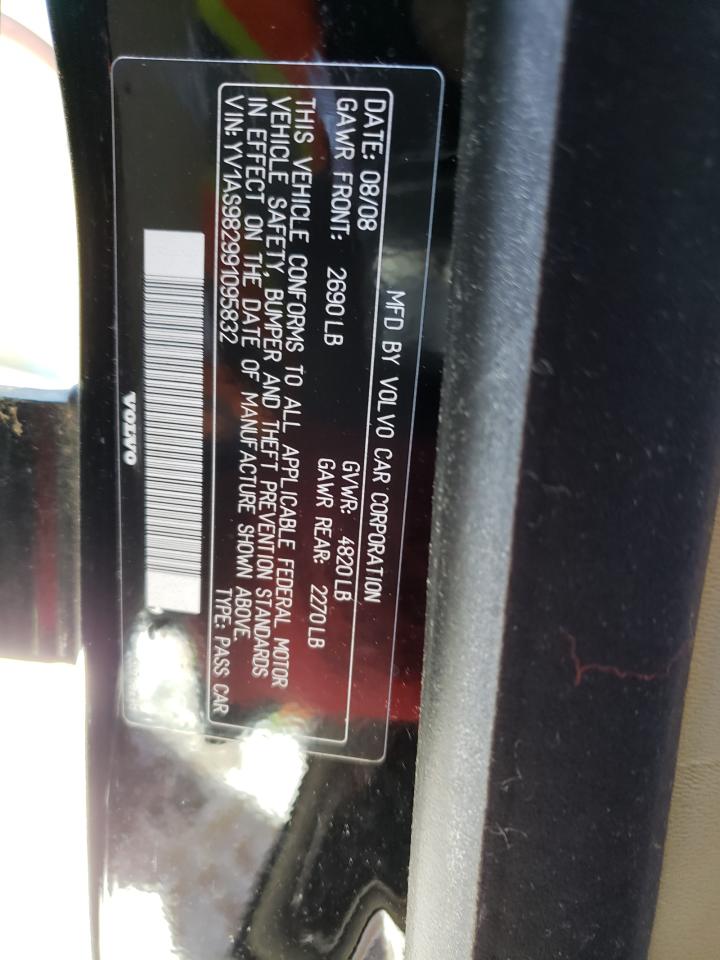 MFD BY VOLVO CAR CORPORATION
DATE: 08/08 GVWR: 4820 LB
GAWR FRONT: 2690 LB GAWR REAR: 2270 LB
THIS VEHICLE CONFORMS TO ALL APPLICABLE FEDERAL MOTOR
VEHICLE SAFETY, BUMPER AND THEFT PREVENTION STANDARDS
IN EFFECT ON THE DATE OF MANUFACTURE SHOWN ABOVE.
VIN: YV1AS982991095832 TYPE: PASS CAR
VOLVO